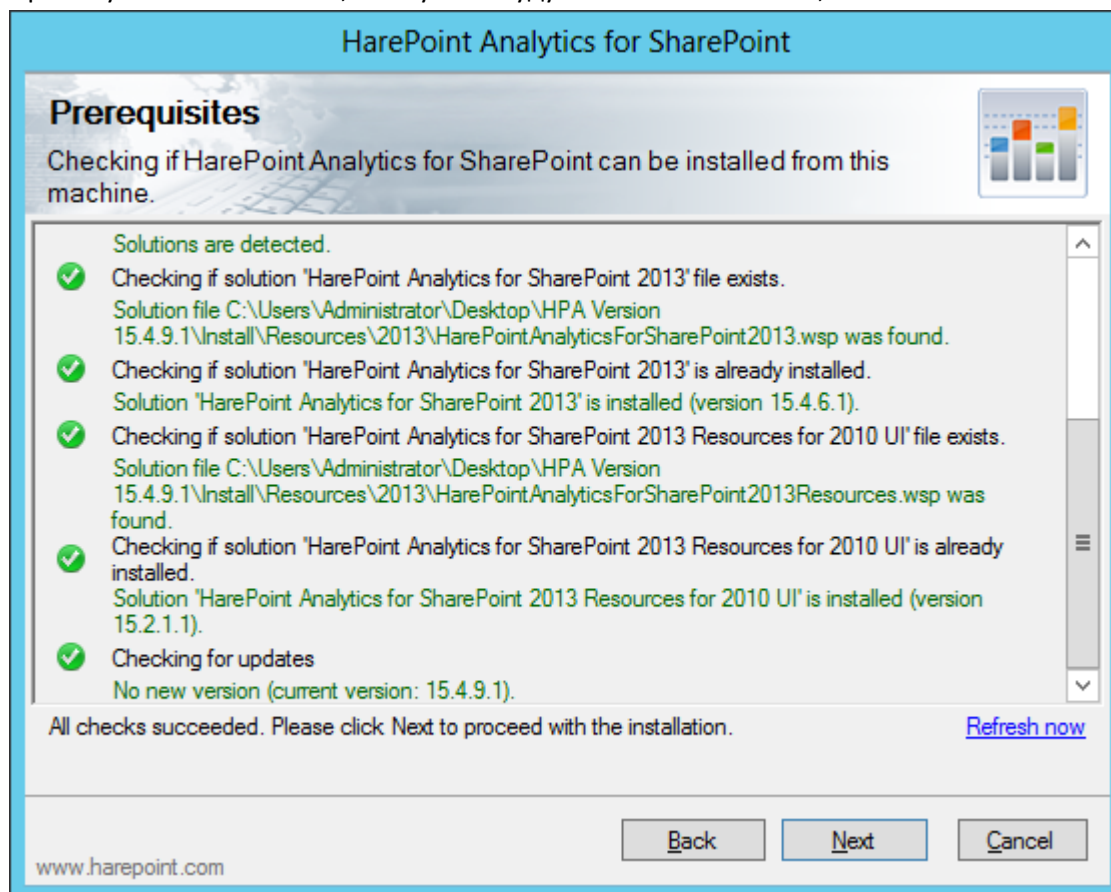 HarePoint Analytics for SharePoint
Prerequisites
Checking if HarePoint Analytics for SharePoint can be installed from this
machine.
Solutions are detected.
Checking if solution 'HarePoint Analytics for SharePoint 2013' file exists.
Solution file C:\Users\Administrator\Desktop\HPA Version
15.4.9.1\Install\Resources\2013\HarePointAnalyticsForSharePoint2013.wsp was found.
Checking if solution 'HarePoint Analytics for SharePoint 2013' is already installed.
Solution 'HarePoint Analytics for SharePoint 2013' is installed (version 15.4.6.1).
Checking if solution 'HarePoint Analytics for SharePoint 2013 Resources for 2010 UI' file exists.
Solution file C:\Users\Administrator\Desktop\HPA Version
15.4.9.1\Install\Resources\2013\HarePointAnalyticsForSharePoint2013Resources.wsp was
found.
Checking if solution 'HarePoint Analytics for SharePoint 2013 Resources for 2010 UI' is already
installed.
Solution 'HarePoint Analytics for SharePoint 2013 Resources for 2010 UI' is installed (version
15.2.1.1).
Checking for updates
No new version (current version: 15.4.9.1).
All checks succeeded. Please click Next to proceed with the installation.
Refresh now
Back
Next
Cancel
www.harepoint.com